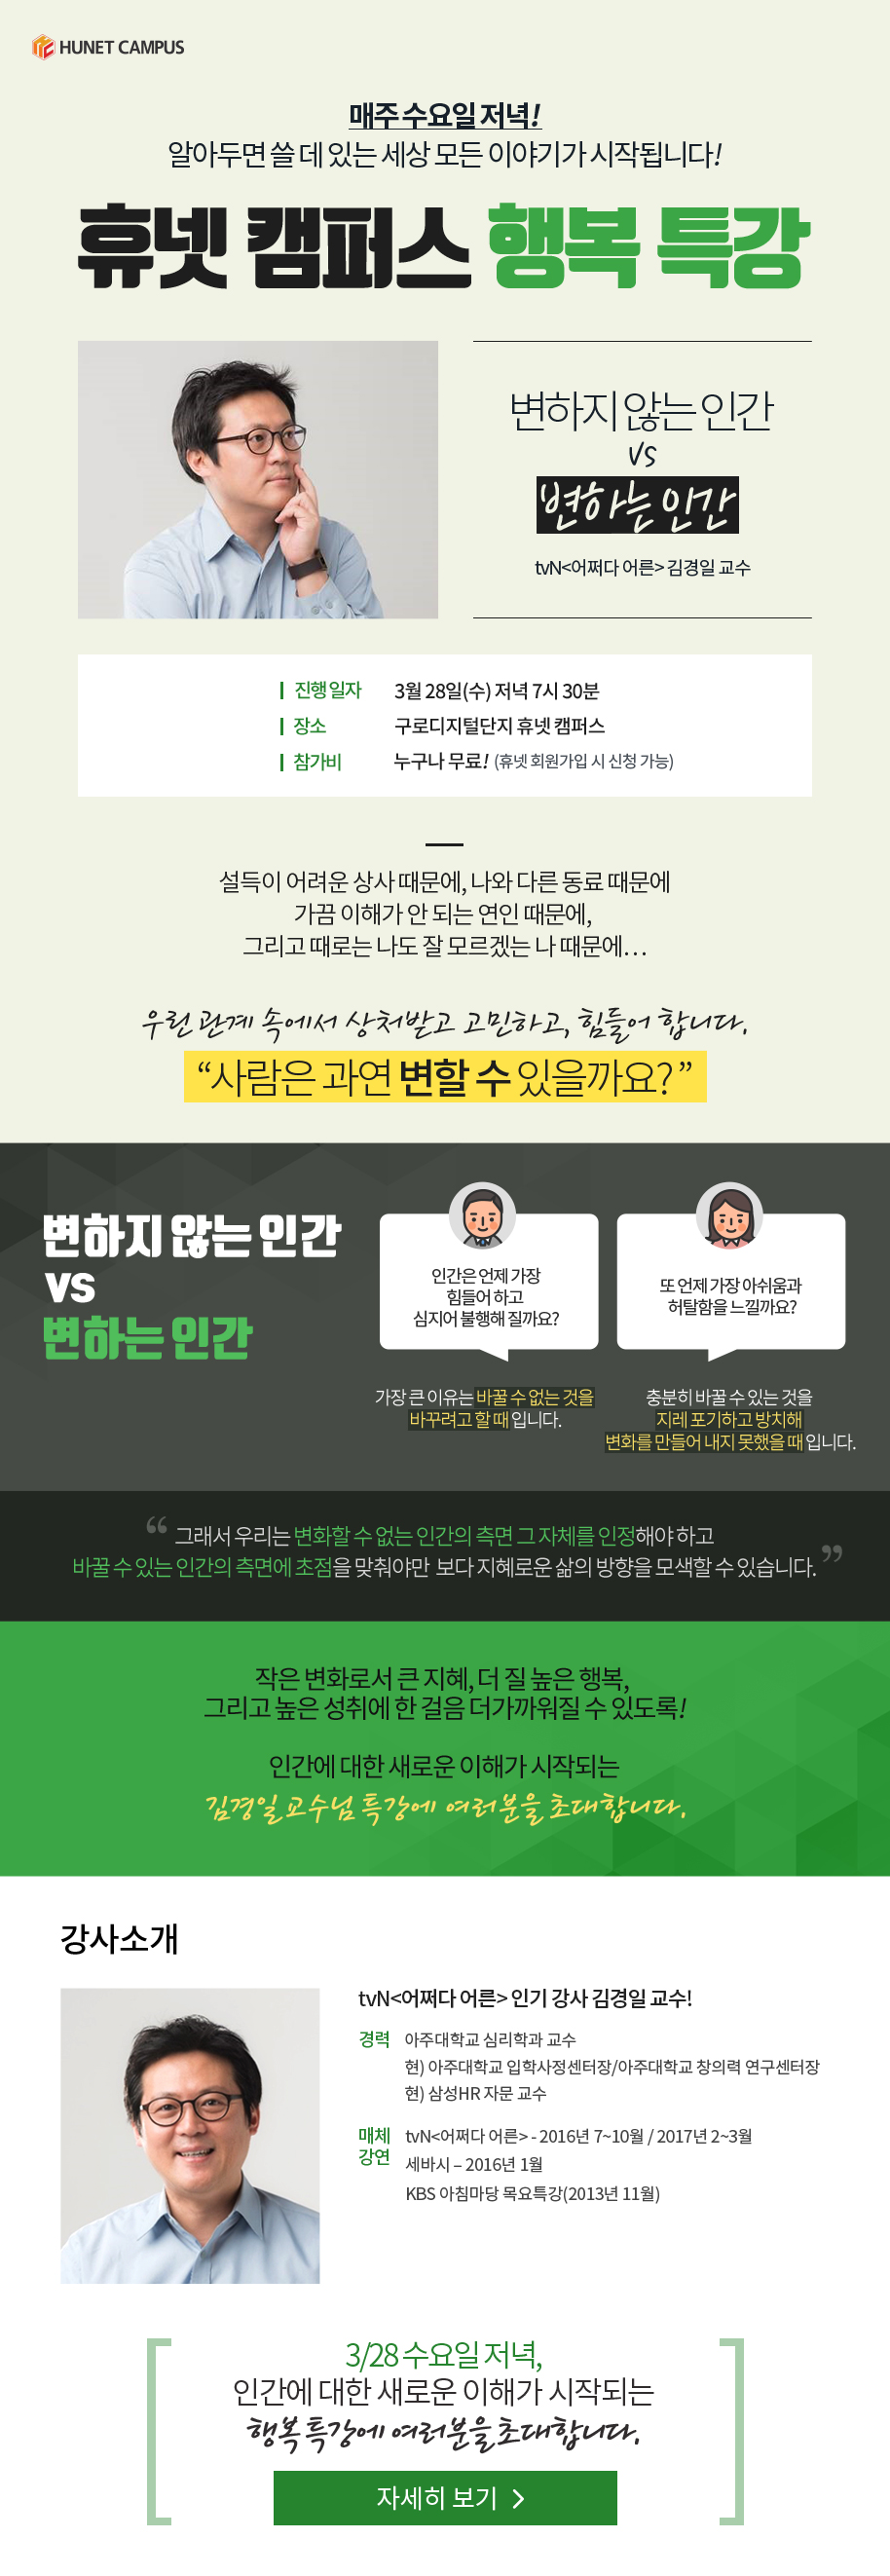 HUNET CAMPUS
매주 수요일 저녁!
알아두면 쓸 데 있는 세상 모든 이야기가 시작됩니다!
휴넷 캠퍼스 행복 특강
변하지 않는 인간
vs
변하는 인간
tvN<어쩌다 어른> 김경일 교수
진행일자 3월 28일(수) 저녁 7시 30분
장소 구로디지털단지 휴넷 캠퍼스
참가비 누구나 무료! (휴넷 회원가입 시 신청 가능)
설득이 어려운 상사 때문에, 나와 다른 동료 때문에
가끔 이해가 안 되는 연인 때문에,
그리고 때로는 나도 잘 모르겠는 나 때문에...
우린 관계 속에서 상처받고 고민하고, 힘들어 합니다.
“사람은 과연 변할 수 있을까요?”
변하지 않는 인간
vs
변하는 인간
인간은 언제 가장
힘들어 하고
심지어 불행해 질까요?
가장 큰 이유는 바꿀 수 없는 것을
바꾸려고 할 때입니다.
또 언제 가장 아쉬움과
허탈함을 느낄까요?
충분히 바꿀 수 있는 것을
지레 포기하고 방치해
변화를 만들어 내지 못했을 때입니다.
“ 그래서 우리는 변화할 수 없는 인간의 측면 그 자체를 인정해야 하고
바꿀 수 있는 인간의 측면에 초점을 맞춰야만 보다 지혜로운 삶의 방향을 모색할 수 있습니다. ”
작은 변화로서 큰 지혜, 더 질 높은 행복,
그리고 높은 성취에 한 걸음 더가까워질 수 있도록!
인간에 대한 새로운 이해가 시작되는
김경일 교수님 특강에 여러분을 초대합니다.
강사소개
tvN<어쩌다 어른> 인기 강사 김경일 교수!
경력 아주대학교 심리학과 교수
현) 아주대학교 입학사정센터장/아주대학교 창의력 연구센터장
현) 삼성HR 자문 교수
매체 강연 tvN<어쩌다 어른> - 2016년 7~10월 / 2017년 2~3월
세바시 – 2016년 1월
KBS 아침마당 목요특강(2013년 11월)
3/28 수요일 저녁,
인간에 대한 새로운 이해가 시작되는
행복 특강에 여러분을 초대합니다.
자세히 보기 >